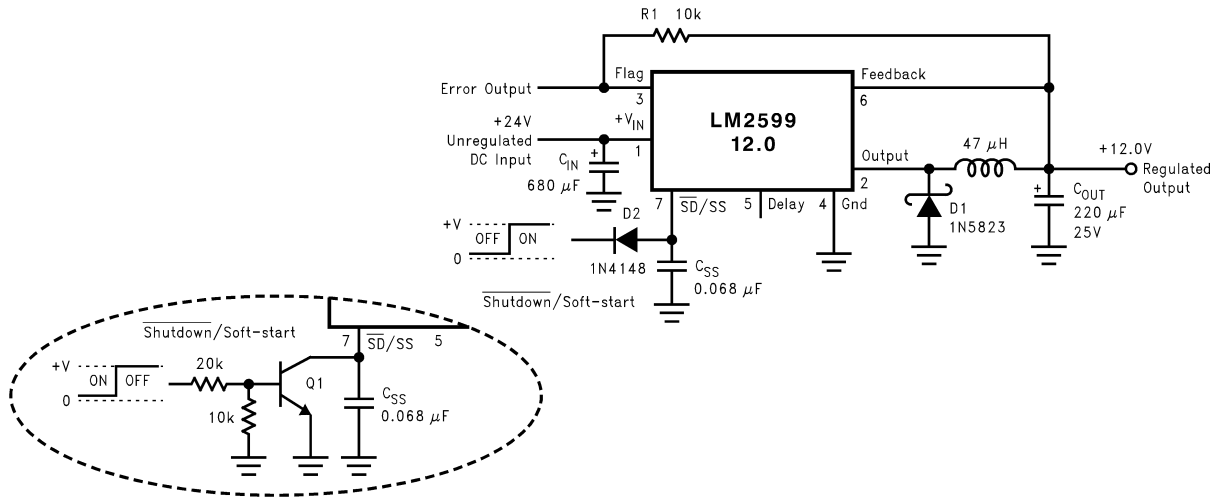 R1 10k
Flag
Feedback
Error Output
3
6
+24V
Unregulated
DC Input
+VIN
1
LM2599
12.0
CIN
+
680 µF
Output
2
47 µH
+12.0V
Regulated
Output
7
SD/SS
5
Delay
4
Gnd
D1
1N5823
+
COUT
220 µF
25V
+V
OFF
ON
0
D2
1N4148
CSS
0.068 µF
Shutdown/Soft-start
Shutdown/Soft-start
7
SD/SS
5
+V
ON
OFF
0
20k
10k
Q1
CSS
0.068 µF